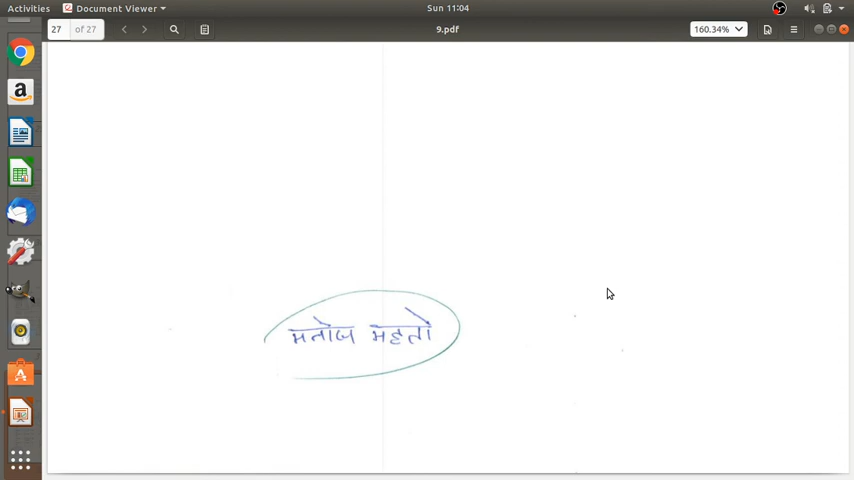 Activities Document Viewer Sun 11:04
27 of 27 9.pdf 160.34%
मनोज महतो